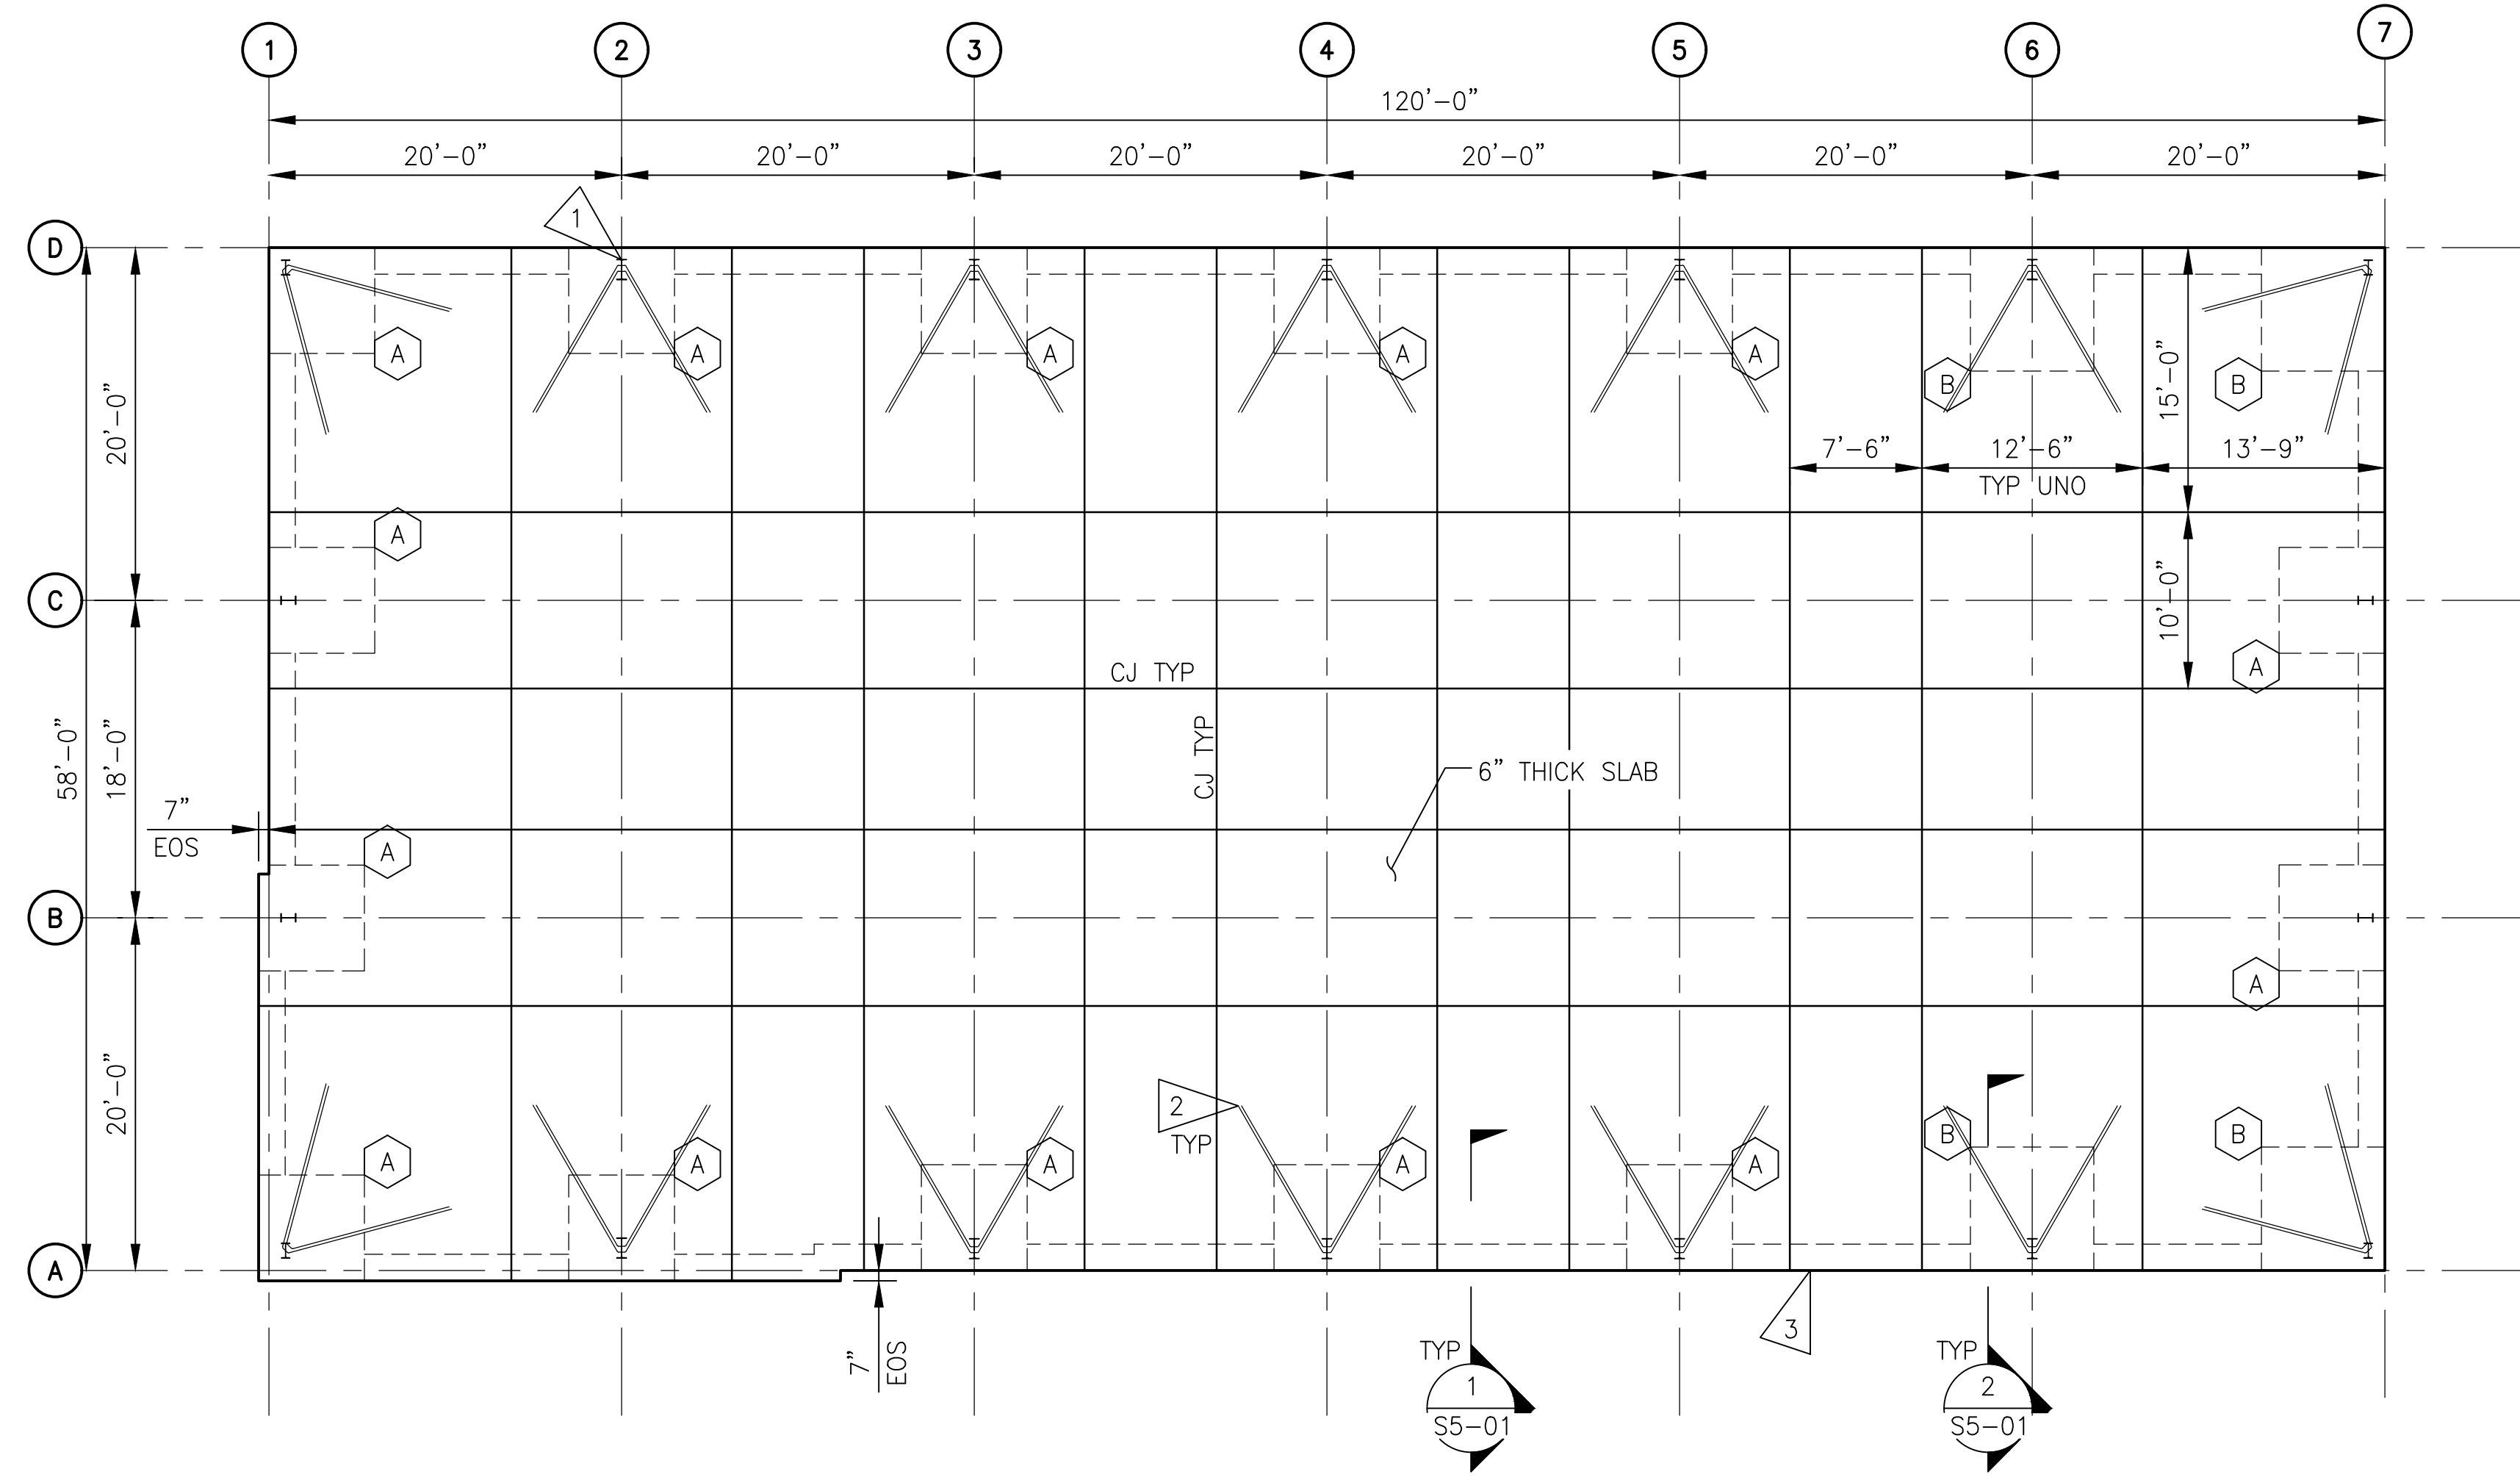 1 2 3 4 5 6 7
120’-0”
20’-0” 20’-0” 20’-0” 20’-0” 20’-0” 20’-0”
1
D
A A A A A B B
20’-0”
15’-0”
7’-6” 12’-6” 13’-9”
TYP UNO
A
C
10’-0”
CJ TYP
A
58’-0”
18’-0”
CJ TYP
6” THICK SLAB
7”
EOS
A
B
A
20’-0”
2
TYP
A A A A A B B
A
7”
EOS
3
TYP TYP
1 2
S5-01 S5-01